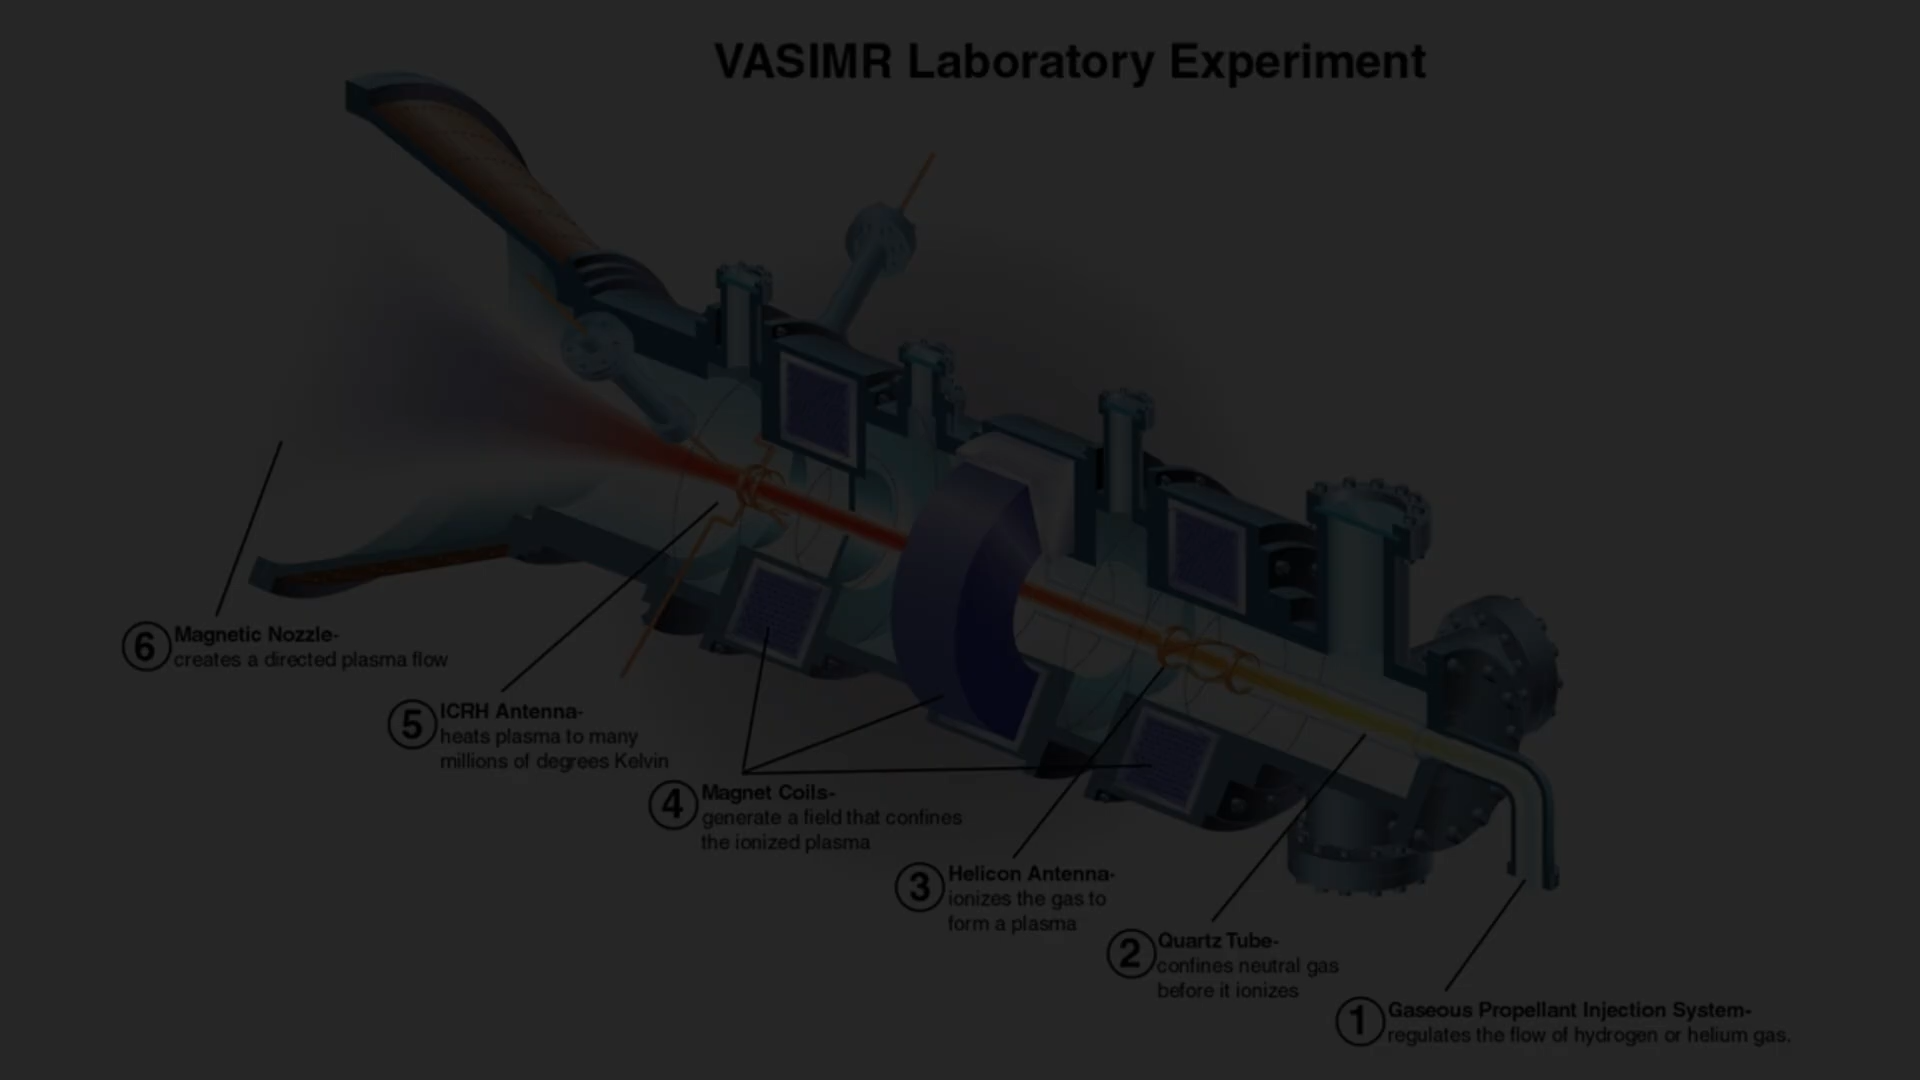 VASIMR Laboratory Experiment
6 Magnetic Nozzle-
creates a directed plasma flow
5 ICRH Antenna-
heats plasma to many
millions of degrees Kelvin
4 Magnet Coils-
generate a field that confines
the ionized plasma
3 Helicon Antenna-
ionizes the gas to
form a plasma
2 Quartz Tube-
confines neutral gas
before it ionizes
1 Gaseous Propellant Injection System-
regulates the flow of hydrogen or helium gas.